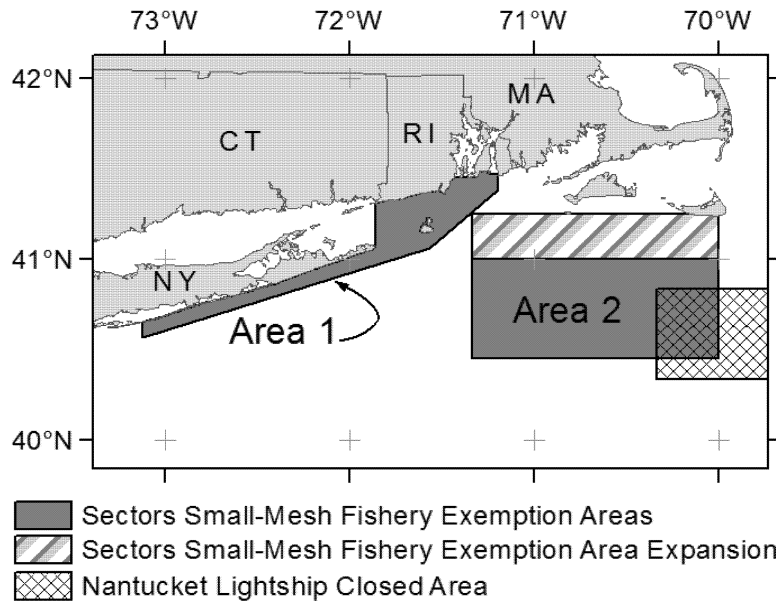 73°W 72°W 71°W 70°W
42°N
MA
RI
CT
41°N
NY
Area 2
Area 1
40°N
Sectors Small-Mesh Fishery Exemption Areas
Sectors Small-Mesh Fishery Exemption Area Expansion
Nantucket Lightship Closed Area